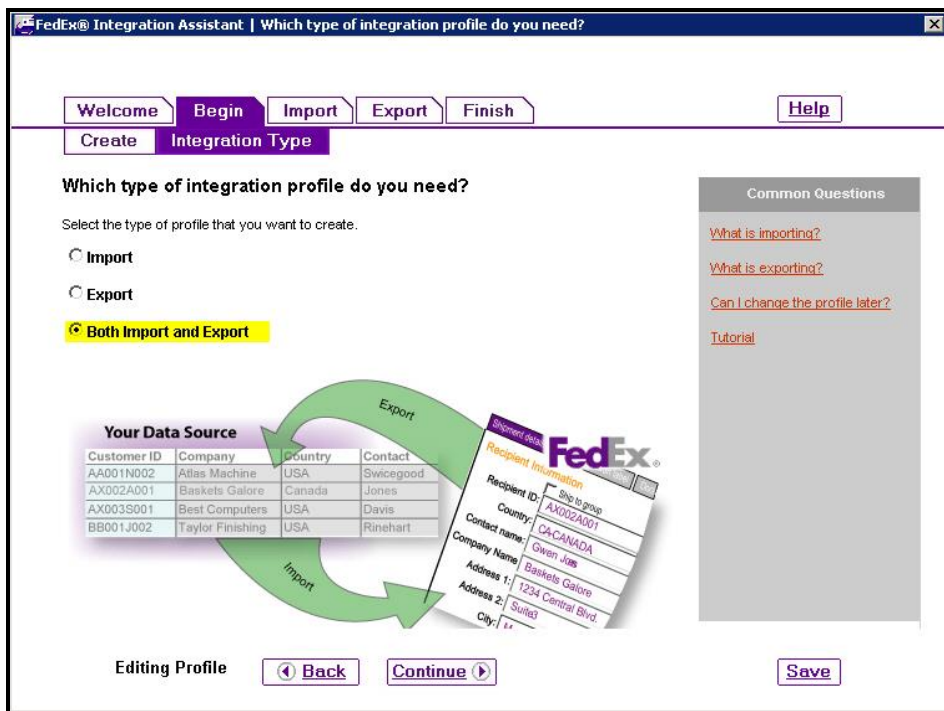 FedEx® Integration Assistant | Which type of integration profile do you need?
Welcome Begin Import Export Finish Help
Create Integration Type
Which type of integration profile do you need?
Select the type of profile that you want to create.
Import
Export
Both Import and Export
Common Questions
What is importing?
What is exporting?
Can I change the profile later?
Tutorial
Export
Your Data Source
Customer ID Company Country Contact
AA001N002 Atlas Machine USA Swicegood
AX002A001 Baskets Galore Canada Jones
AX003S001 Best Computers USA Davis
BB001J002 Taylor Finishing USA Rinehart
Import
Shipment detai
FedEx®
Recipient Information
Ship to group
Recipient ID: AX002A001
Country: CA-CANADA
Contact name: Gwen Jones
Company Name Baskets Galore
Address 1: 1234 Central Blvd.
Address 2: Suite3
City: M
Editing Profile Back Continue Save